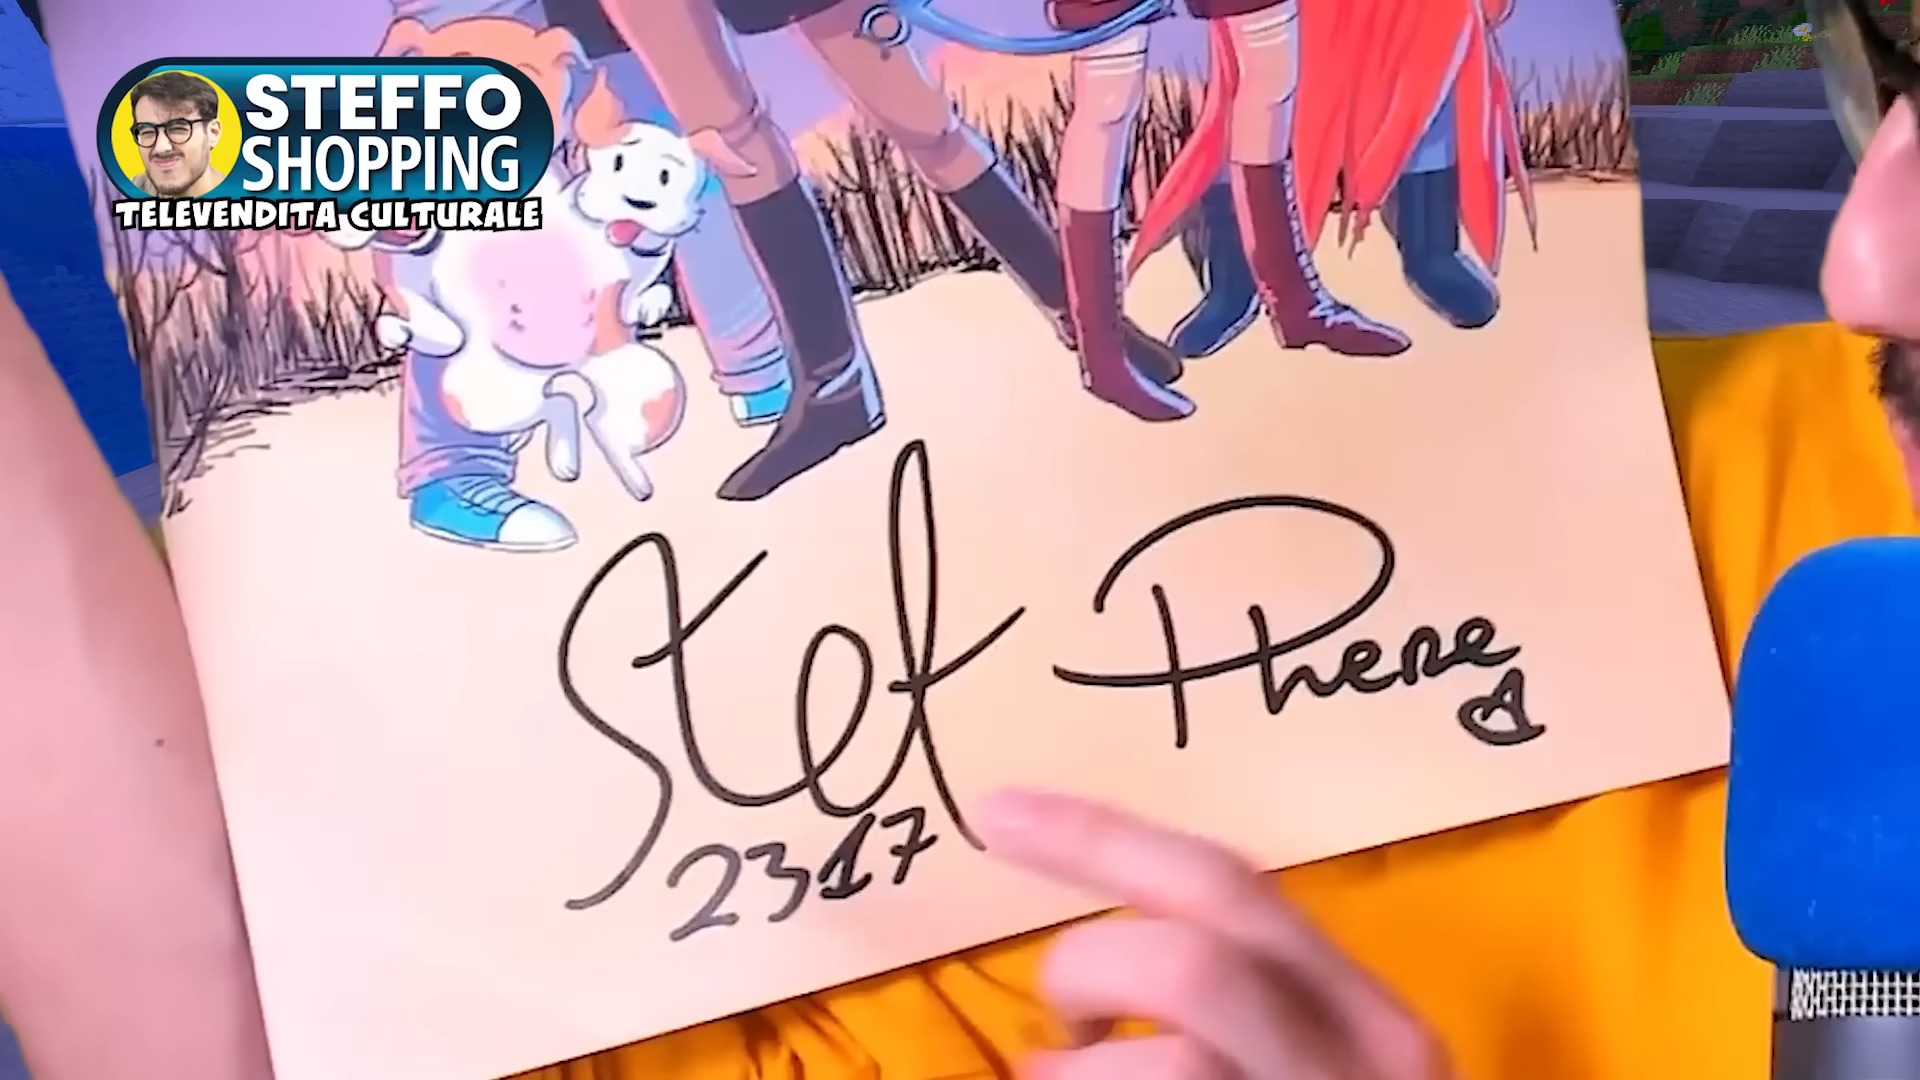 STEFFO
SHOPPING
TELEVENDITA CULTURALE
Stef Phere
2317